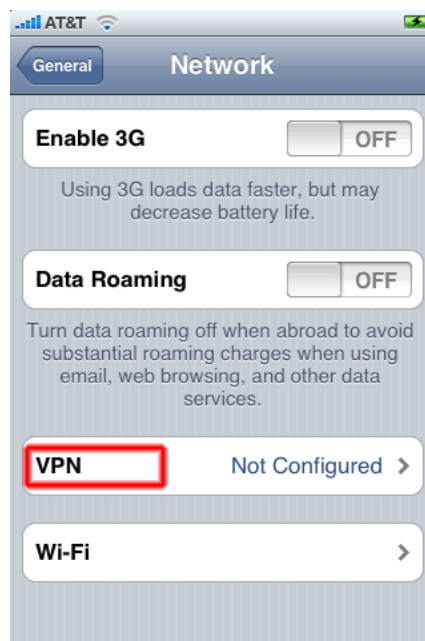 AT&T
General
Network
Enable 3G
OFF
Using 3G loads data faster, but may
decrease battery life.
Data Roaming
OFF
Turn data roaming off when abroad to avoid
substantial roaming charges when using
email, web browsing, and other data
services.
VPN
Not Configured
Wi-Fi